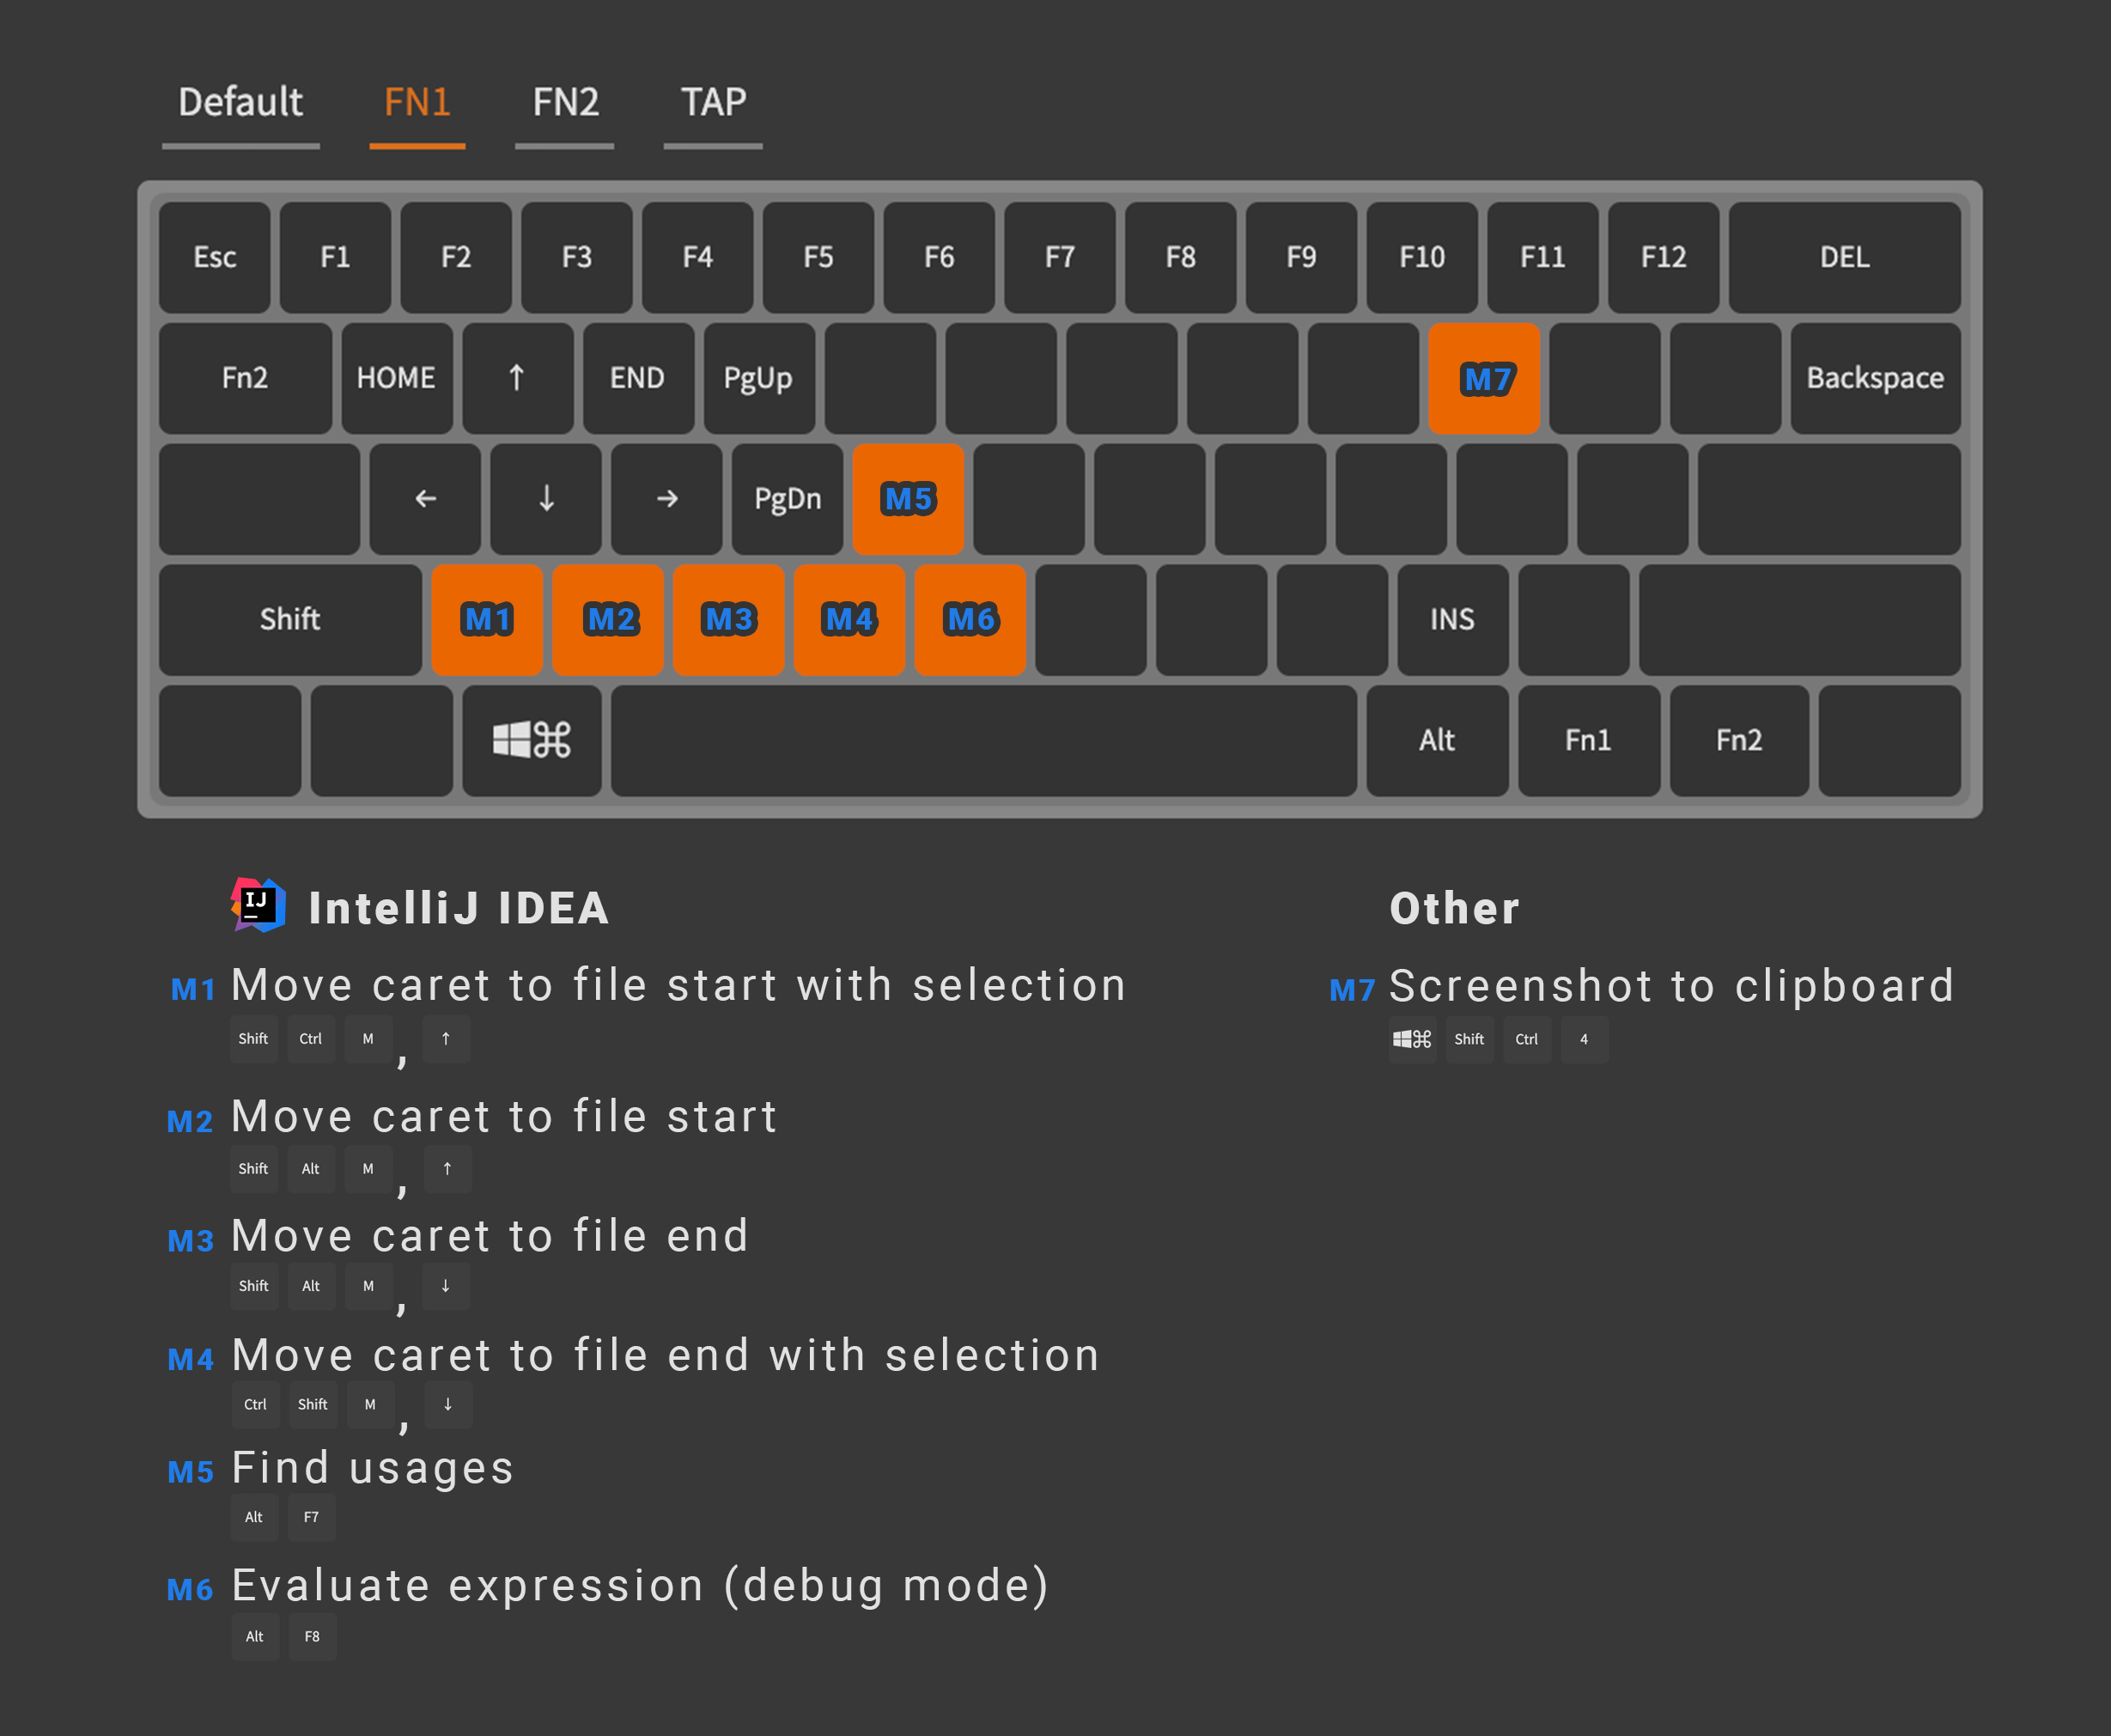 Default FN1 FN2 TAP
Esc F1 F2 F3 F4 F5 F6 F7 F8 F9 F10 F11 F12 DEL
Fn2 HOME ↑ END PgUp M7 Backspace
← ↓ → PgDn M5
Shift M1 M2 M3 M4 M6 INS
⌘ Alt Fn1 Fn2
IJ IntelliJ IDEA
M1 Move caret to file start with selection
Shift Ctrl M , ↑
M2 Move caret to file start
Shift Alt M , ↑
M3 Move caret to file end
Shift Alt M , ↓
M4 Move caret to file end with selection
Ctrl Shift M , ↓
M5 Find usages
Alt F7
M6 Evaluate expression (debug mode)
Alt F8
Other
M7 Screenshot to clipboard
⌘ Shift Ctrl 4